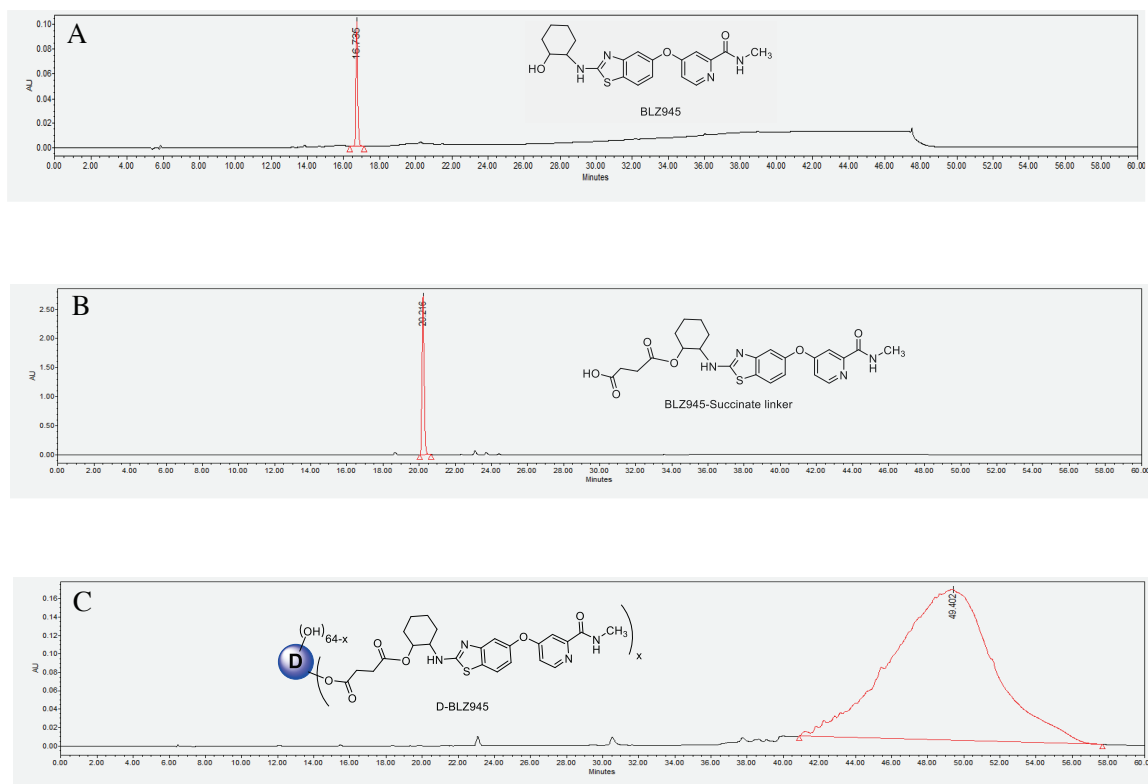 A
0.10
0.08
0.06
0.04
0.02
0.00
AU
16.735
O
N
O
N
CH₃
H
HO
N
H
S
N
BLZ945
0.00 2.00 4.00 6.00 8.00 10.00 12.00 14.00 16.00 18.00 20.00 22.00 24.00 26.00 28.00 30.00 32.00 34.00 36.00 38.00 40.00 42.00 44.00 46.00 48.00 50.00 52.00 54.00 56.00 58.00 60.00
Minutes
B
2.50
2.00
1.50
1.00
0.50
0.00
AU
20.216
O
O
N
O
N
CH₃
H
O
HN
HO
O
S
N
BLZ945-Succinate linker
0.00 2.00 4.00 6.00 8.00 10.00 12.00 14.00 16.00 18.00 20.00 22.00 24.00 26.00 28.00 30.00 32.00 34.00 36.00 38.00 40.00 42.00 44.00 46.00 48.00 50.00 52.00 54.00 56.00 58.00 60.00
Minutes
C
0.16
0.14
0.12
0.10
0.08
0.06
0.04
0.02
0.00
AU
49.402
(OH)64-x
D
O
O
O
O
HN
N
S
O
N
O
N
H
CH₃
x
D-BLZ945
0.00 2.00 4.00 6.00 8.00 10.00 12.00 14.00 16.00 18.00 20.00 22.00 24.00 26.00 28.00 30.00 32.00 34.00 36.00 38.00 40.00 42.00 44.00 46.00 48.00 50.00 52.00 54.00 56.00 58.00 60.00
Minutes